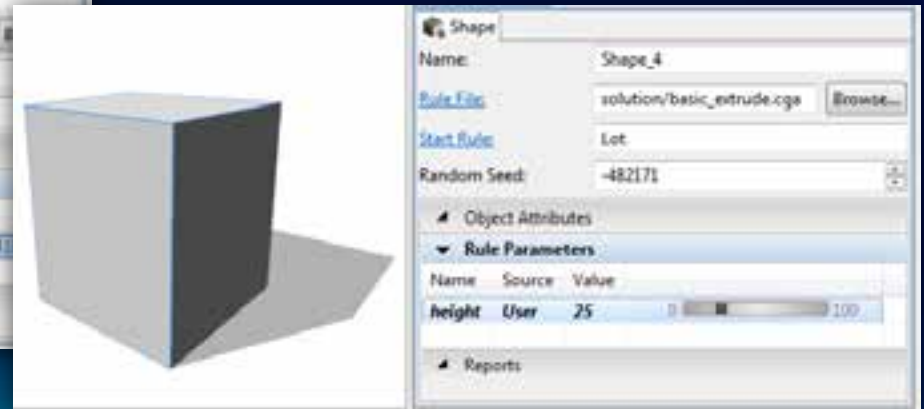 Shape
Name: Shape_4
Rule File: solution/basic_extrude.cga Browse...
Start Rule: Lot
Random Seed: -482171
Object Attributes
Rule Parameters
Name Source Value
height User 25 0 100
Reports